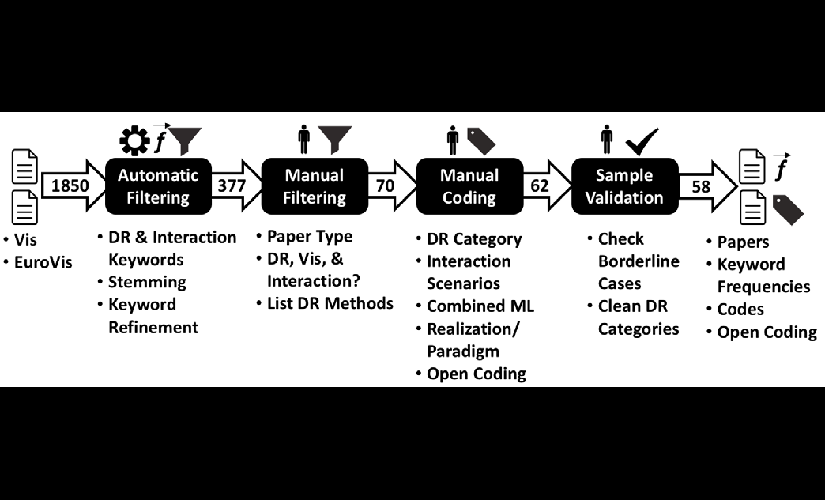 1850
Automatic
Filtering
377
Manual
Filtering
70
Manual
Coding
62
Sample
Validation
58
f
f
• Vis
• EuroVis
• DR & Interaction
Keywords
• Stemming
• Keyword
Refinement
• Paper Type
• DR, Vis, &
Interaction?
• List DR Methods
• DR Category
• Interaction
Scenarios
• Combined ML
• Realization/
Paradigm
• Open Coding
• Check
Borderline
Cases
• Clean DR
Categories
• Papers
• Keyword
Frequencies
• Codes
• Open Coding